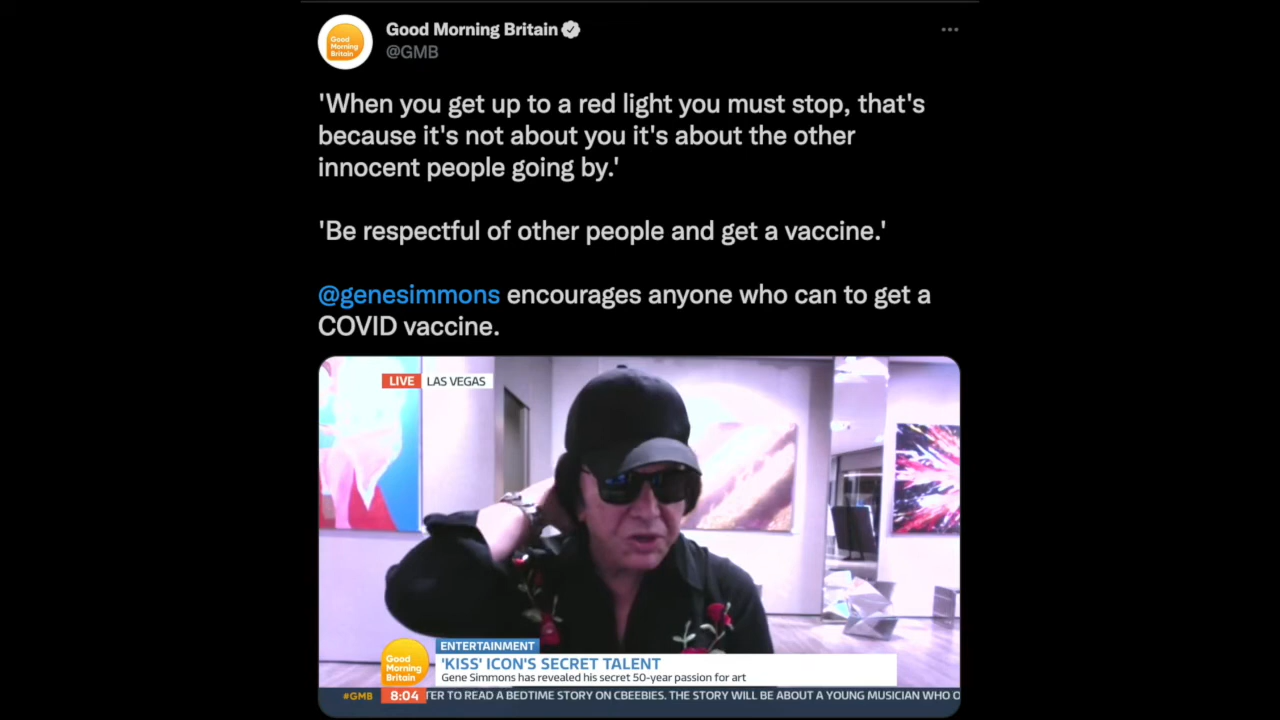 Good Morning Britain
@GMB
'When you get up to a red light you must stop, that's
because it's not about you it's about the other
innocent people going by.'
'Be respectful of other people and get a vaccine.'
@genesimmons encourages anyone who can to get a
COVID vaccine.
LIVE LAS VEGAS
ENTERTAINMENT
'KISS' ICON'S SECRET TALENT
Gene Simmons has revealed his secret 50-year passion for art
Good
Morning
Britain
#GMB 8:04 TER TO READ A BEDTIME STORY ON CBEEBIES. THE STORY WILL BE ABOUT A YOUNG MUSICIAN WHO